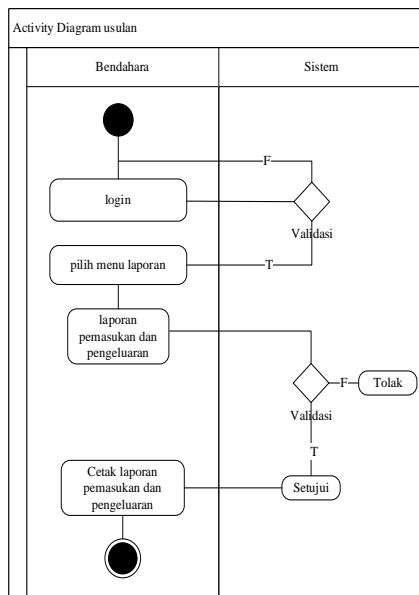 Activity Diagram usulan
Bendahara
Sistem
F
login
Validasi
pilih menu laporan
T
laporan
pemasukan dan
pengeluaran
F
Tolak
Validasi
T
Cetak laporan
pemasukan dan
pengeluaran
Setujui